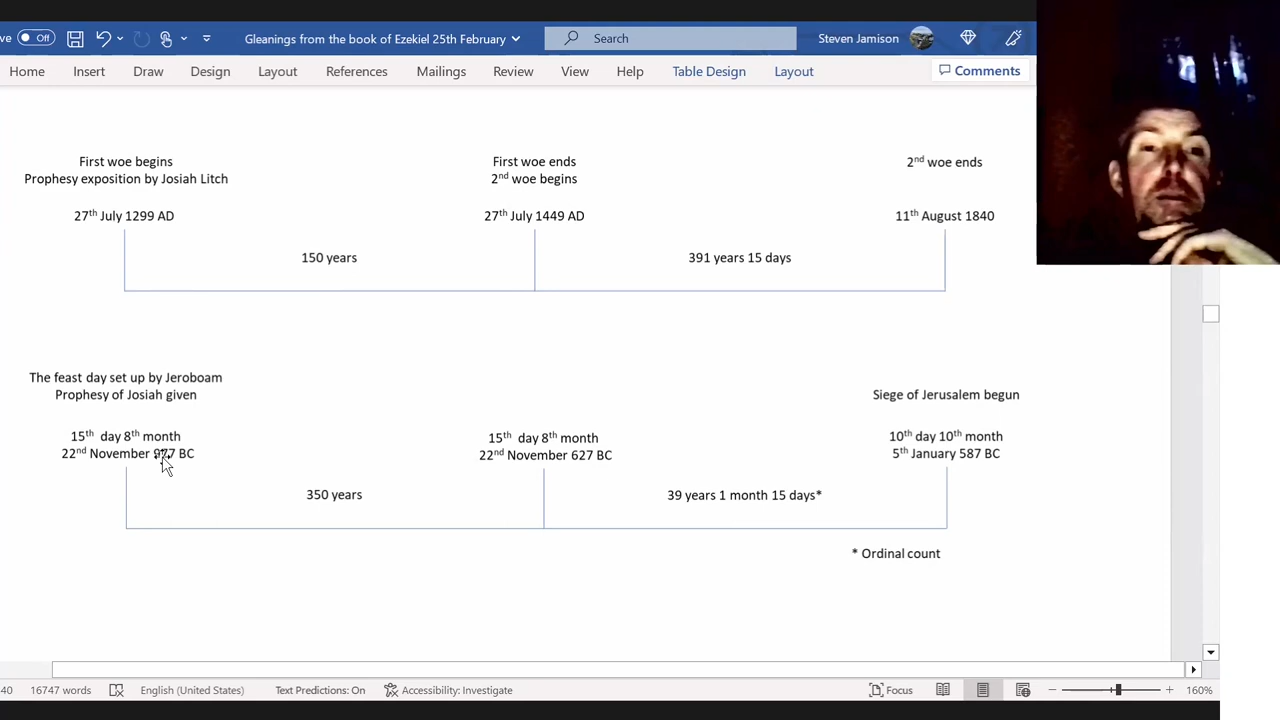 ve Off Gleanings from the book of Ezekiel 25th February Search Steven Jamison
Home Insert Draw Design Layout References Mailings Review View Help Table Design Layout Comments
First woe begins
Prophesy exposition by Josiah Litch
27th July 1299 AD
First woe ends
2nd woe begins
27th July 1449 AD
2nd woe ends
11th August 1840
150 years
391 years 15 days
The feast day set up by Jeroboam
Prophesy of Josiah given
15th day 8th month
22nd November 977 BC
15th day 8th month
22nd November 627 BC
Siege of Jerusalem begun
10th day 10th month
5th January 587 BC
350 years
39 years 1 month 15 days*
* Ordinal count
40 16747 words English (United States) Text Predictions: On Accessibility: Investigate Focus 160%